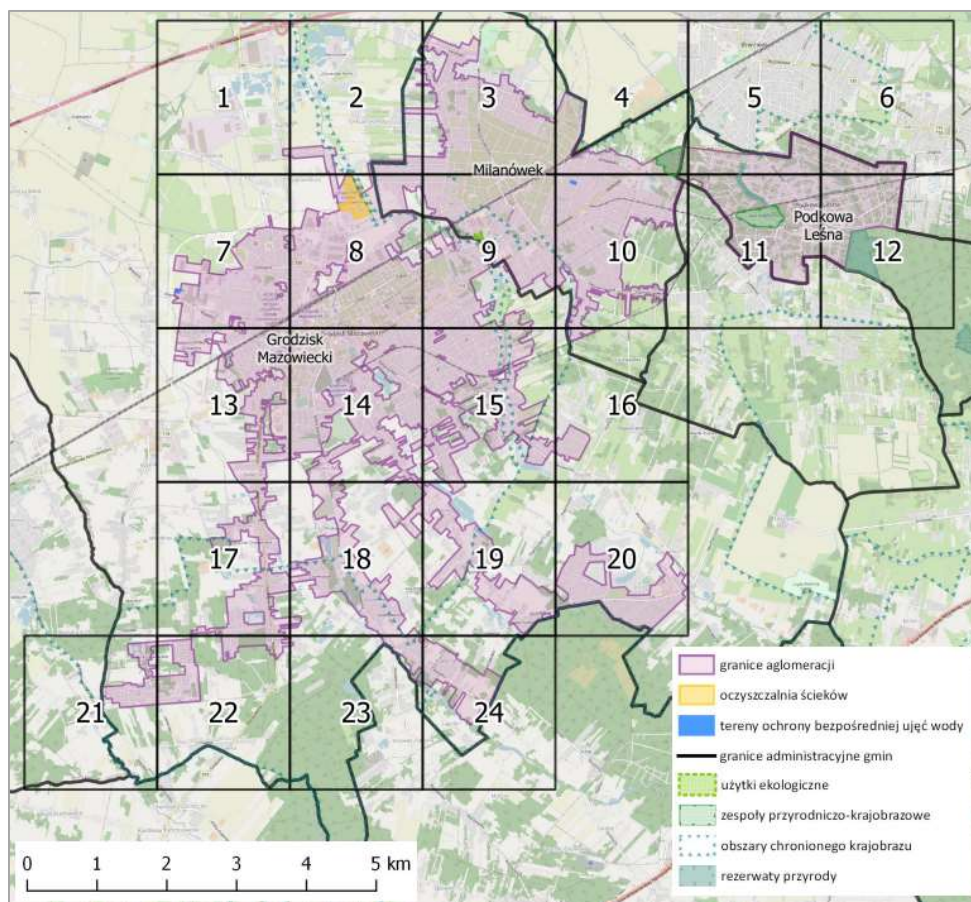 1
2
3
4
5
6
Milanówek
7
8
9
10
11
Podkowa
Leśna
12
Grodzisk
Mazowiecki
13
14
15
16
17
18
19
20
21
22
23
24
granice aglomeracji
oczyszczalnia ścieków
tereny ochrony bezpośredniej ujęć wody
granice administracyjne gmin
użytki ekologiczne
zespoły przyrodniczo-krajobrazowe
obszary chronionego krajobrazu
rezerwaty przyrody
0 1 2 3 4 5 km